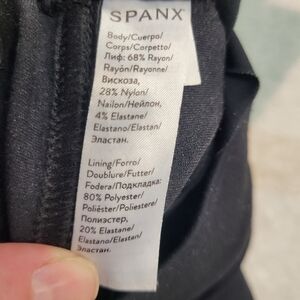 SPANX
Body/Cuerpo/
Corps/Corpetto/
Лиф: 68% Rayon/
Rayón/Rayonne/
Вискоза,
28% Nylon/
Nailon/Нейлон,
4% Elastane/
Elastano/Elastan/
Эластан.
Lining/Forro/
Doublure/Futter/
Fodera/Подкладка:
80% Polyester/
Poliéster/Poliestere/
Полиэстер,
20% Elastane/
Elastano/Elastan/
Эластан.